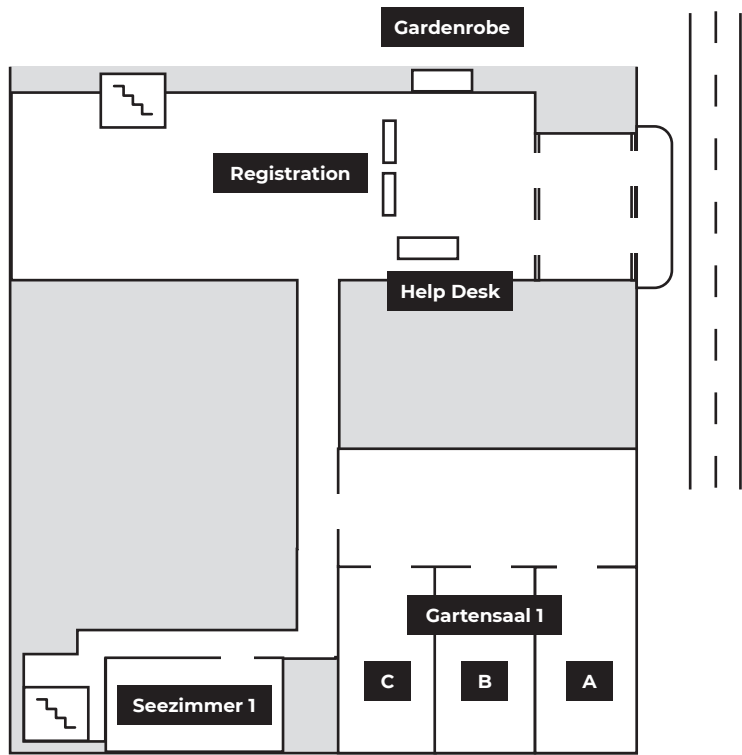 Gardenrobe
Registration
Help Desk
Gartensaal 1
C
B
A
Seezimmer 1